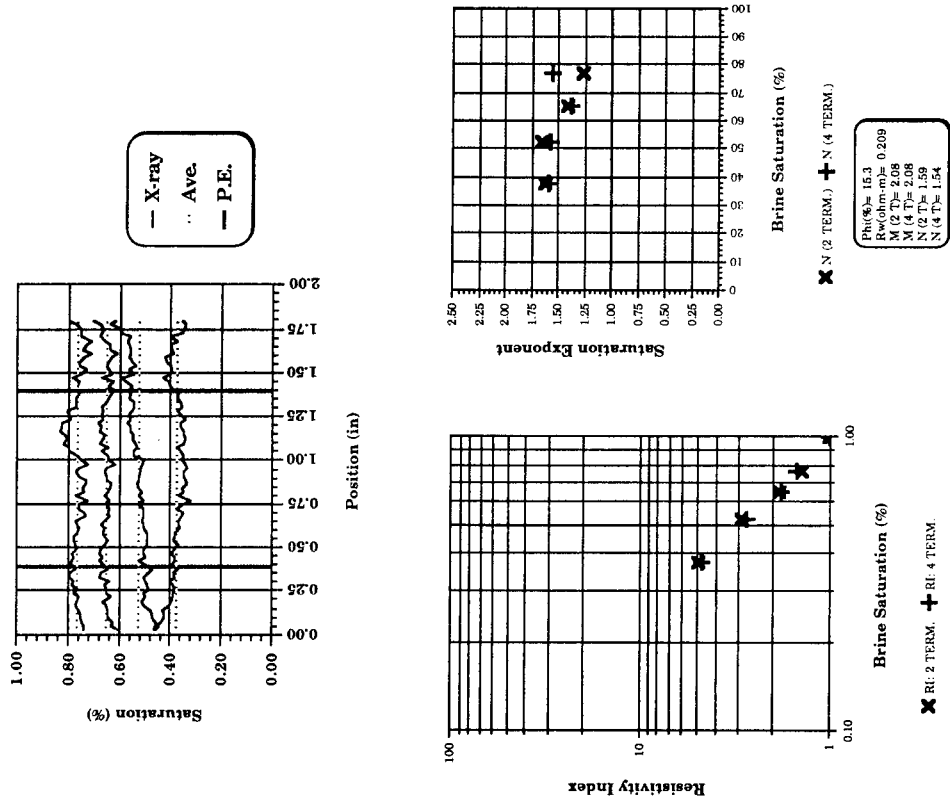 1.00
0.80
0.60
0.40
0.20
0.00
Saturation (%)
0.00
0.25
0.50
0.75
1.00
1.25
1.50
1.75
2.00
Position (in)
— X-ray
·· Ave.
— P.E.
100
10
1
Resistivity Index
0.10
1.00
Brine Saturation (%)
RI: 2 TERM. RI: 4 TERM.
2.50
2.25
2.00
1.75
1.50
1.25
1.00
0.75
0.50
0.25
0.00
Saturation Exponent
0
10
20
30
40
50
60
70
80
90
100
Brine Saturation (%)
N (2 TERM.) N (4 TERM.)
Phi(%)= 15.3
Rw(ohm-m)= 0.209
M (2 T)= 2.08
M (4 T)= 2.08
N (2 T)= 1.59
N (4 T)= 1.54